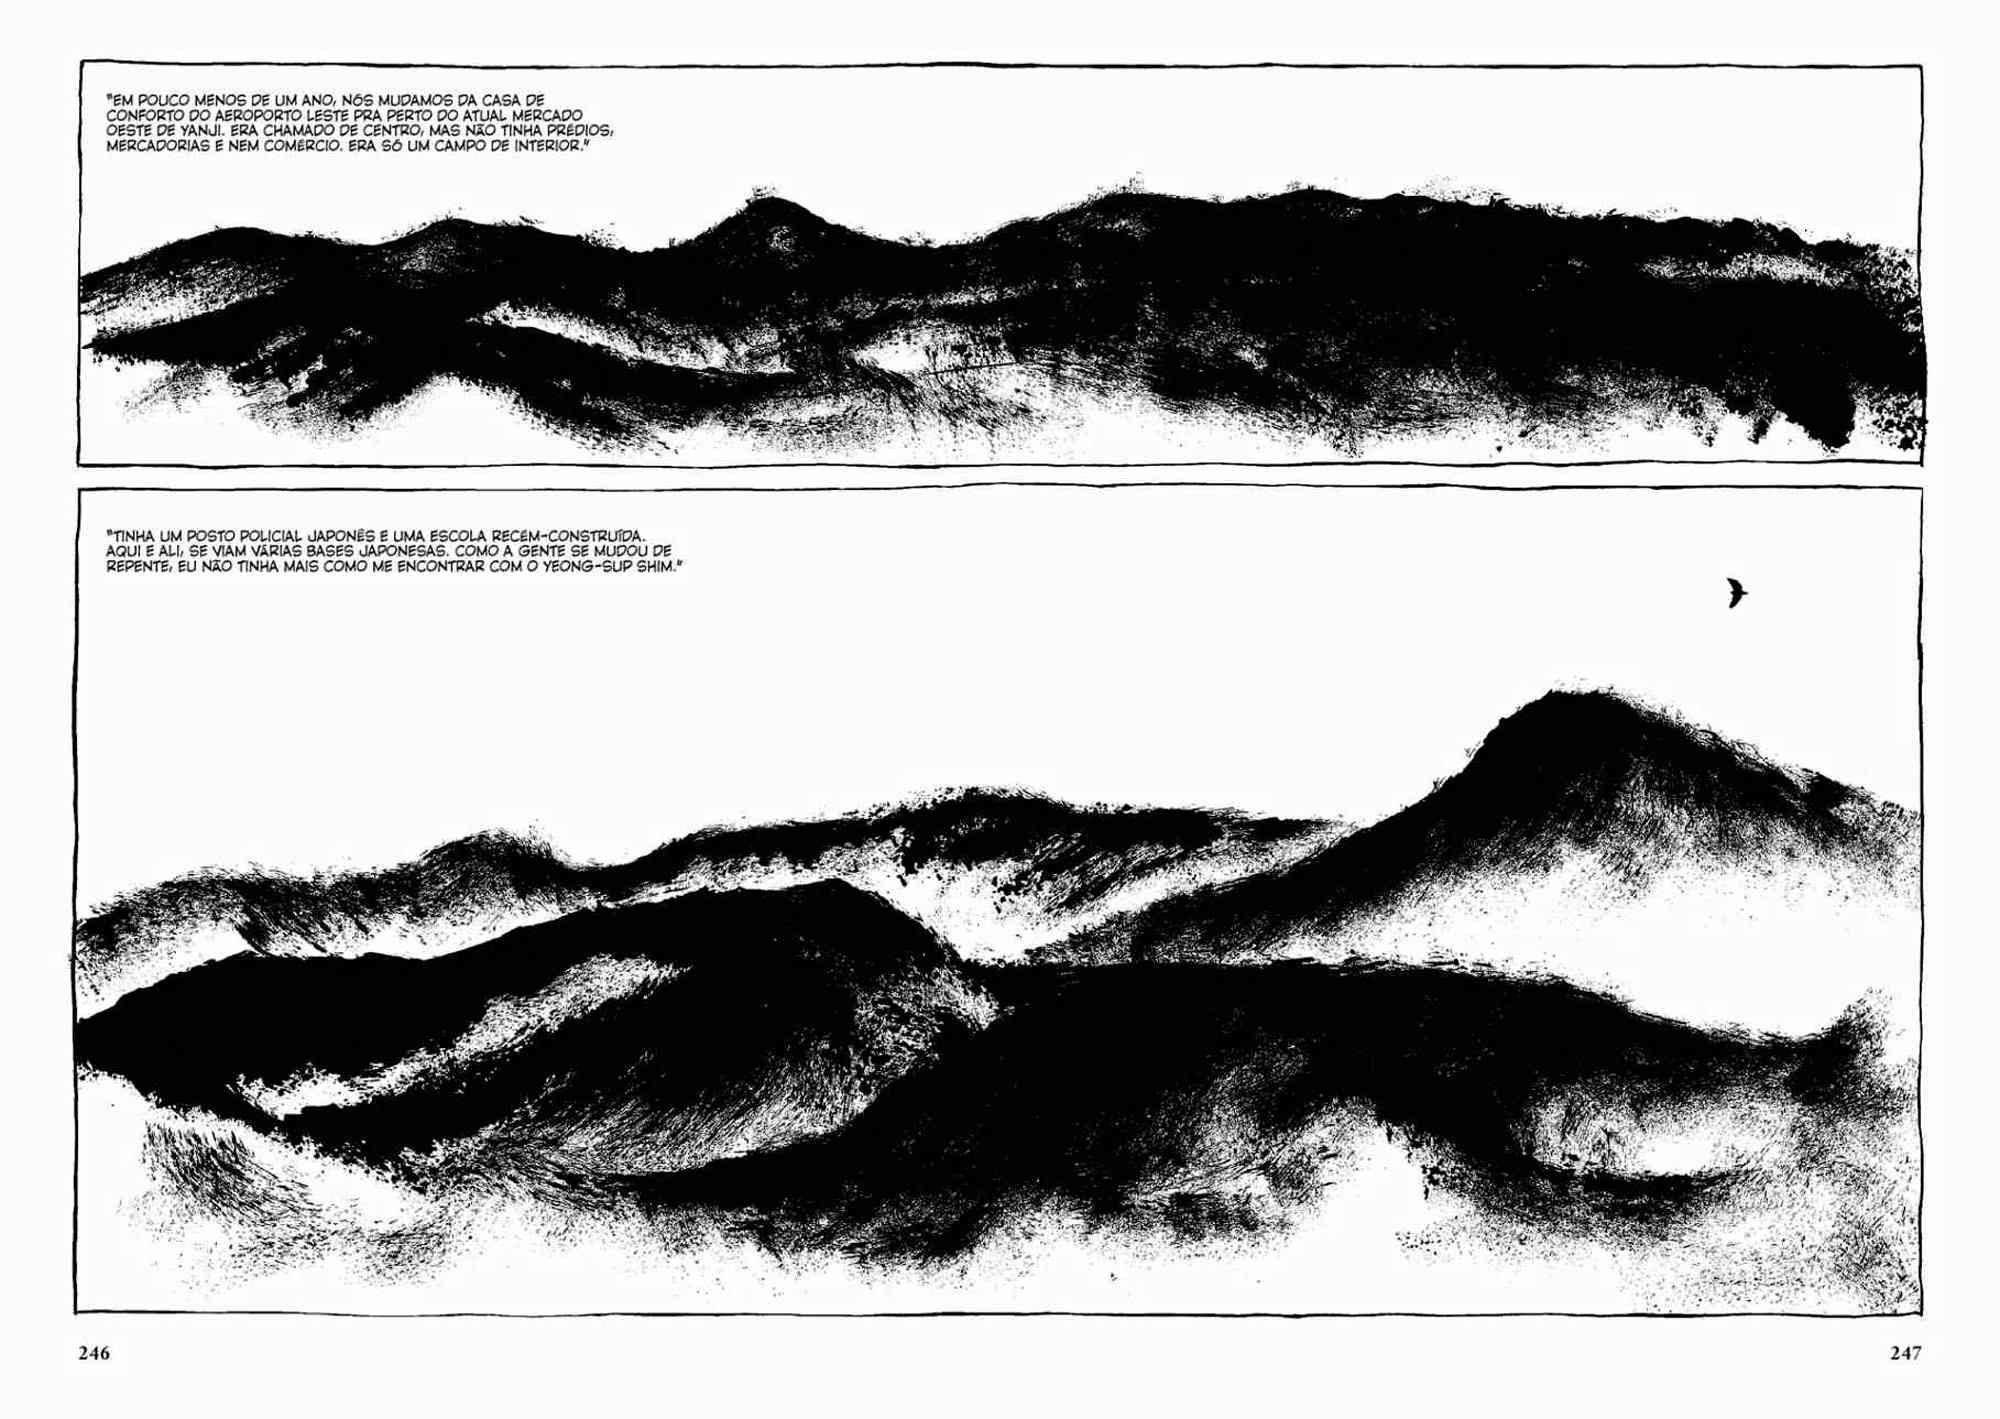 "EM POUCO MENOS DE UM ANO, NÓS MUDAMOS DA CASA DE
CONFORTO DO AEROPORTO LESTE PRA PERTO DO ATUAL MERCADO
OESTE DE YANJI. ERA CHAMADO DE CENTRO, MAS NÃO TINHA PRÉDIOS,
MERCADORIAS E NEM COMÉRCIO. ERA SÓ UM CAMPO DE INTERIOR."
"TINHA UM POSTO POLICIAL JAPONÊS E UMA ESCOLA RECÉM-CONSTRUÍDA.
AQUI E ALI, SE VIAM VÁRIAS BASES JAPONESAS. COMO A GENTE SE MUDOU DE
REPENTE, EU NÃO TINHA MAIS COMO ME ENCONTRAR COM O YEONG-SUP SHIM."
246
247